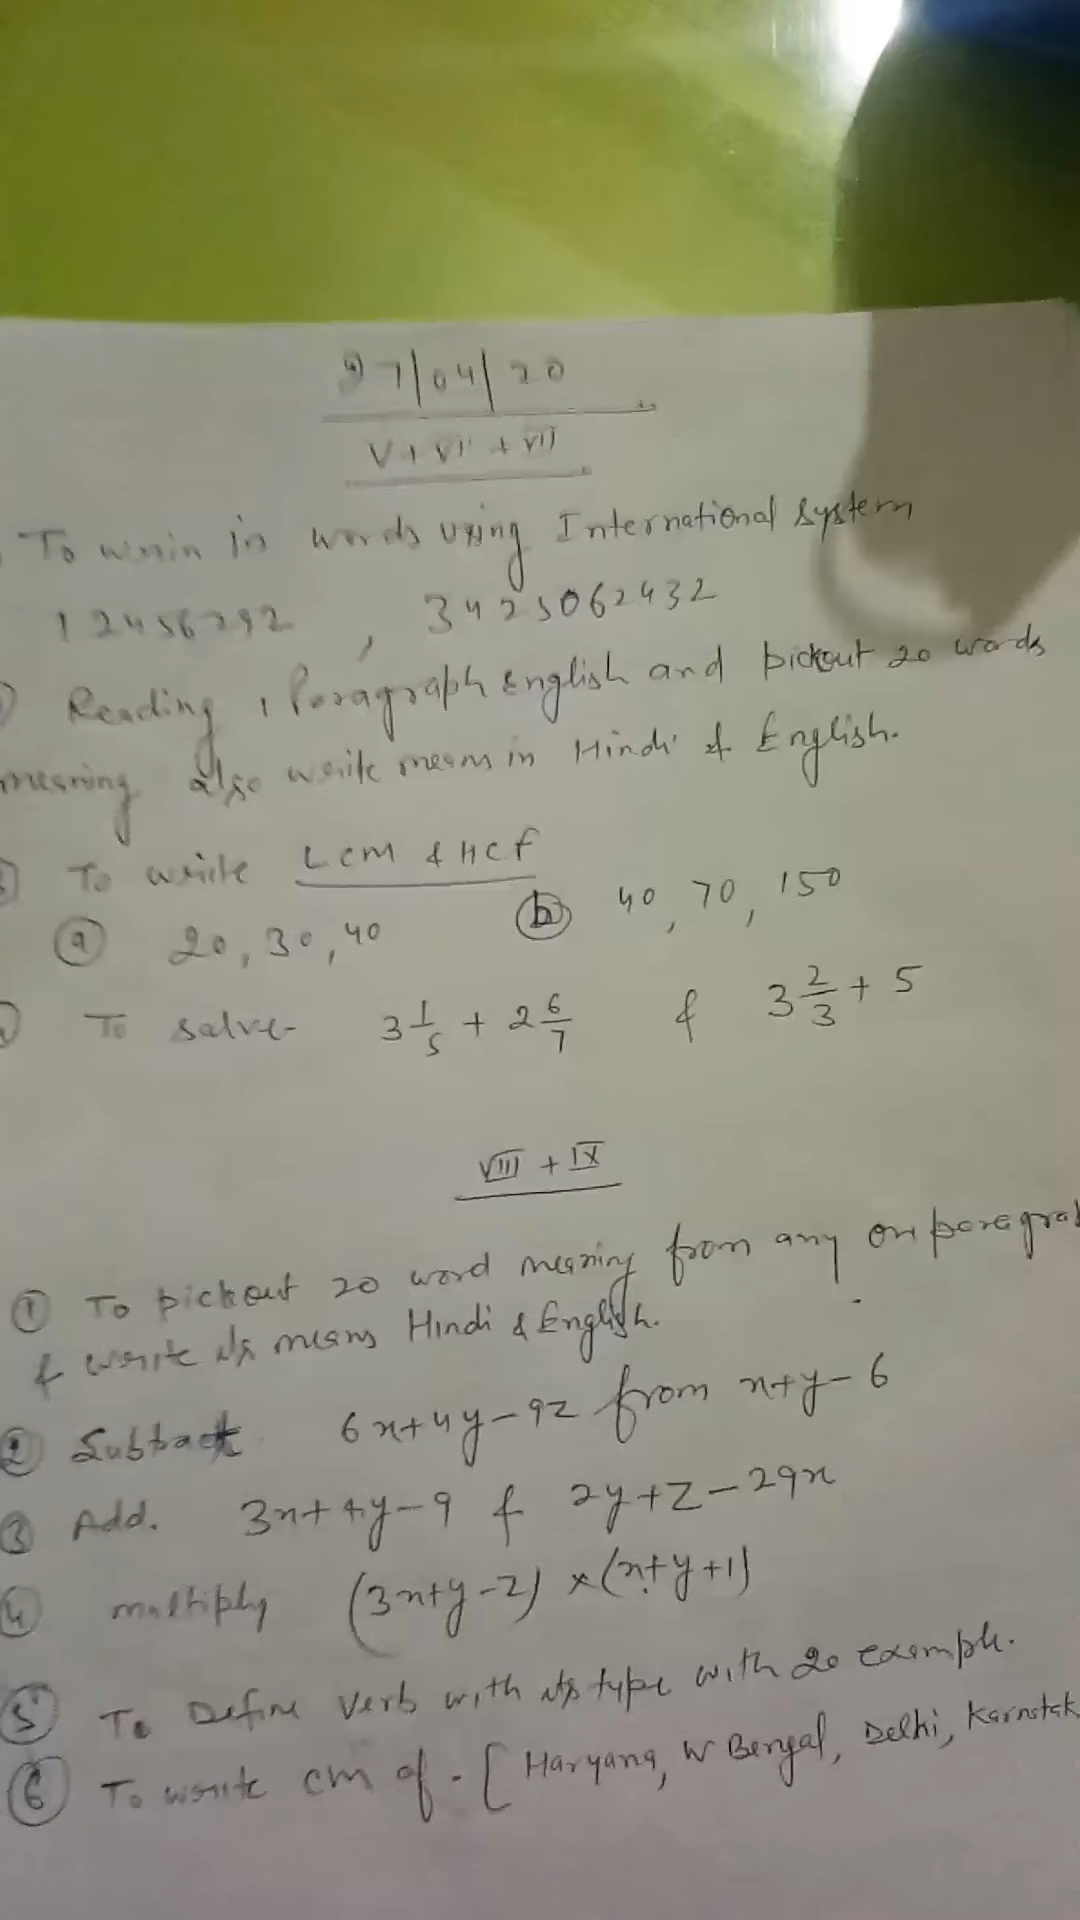 27/04/20
V + VI + VII
To in words using International System
12456292 , 3425062432
Reading 1 Paragraph English and pickout 20 words
meaning also write means in Hindi & English.
To write LCM & HCF
(a) 20, 30, 40 (b) 40, 70, 150
To salve- 3 1/5 + 2 6/7 & 3 2/3 + 5
VIII + IX
(1) To pickout 20 word meaning from any on paragra
& write its means Hindi & English.
(2) Subtract 6x+4y-9z from x+y-6
(3) Add. 3x+4y-9 & 2y+z-29x
(4) multiply (3x+y-2) × (x+y+1)
(5) To Define Verb with its type with 20 example.
(6) To write cm of - [Haryana, W Bengal, Delhi, Karnatak